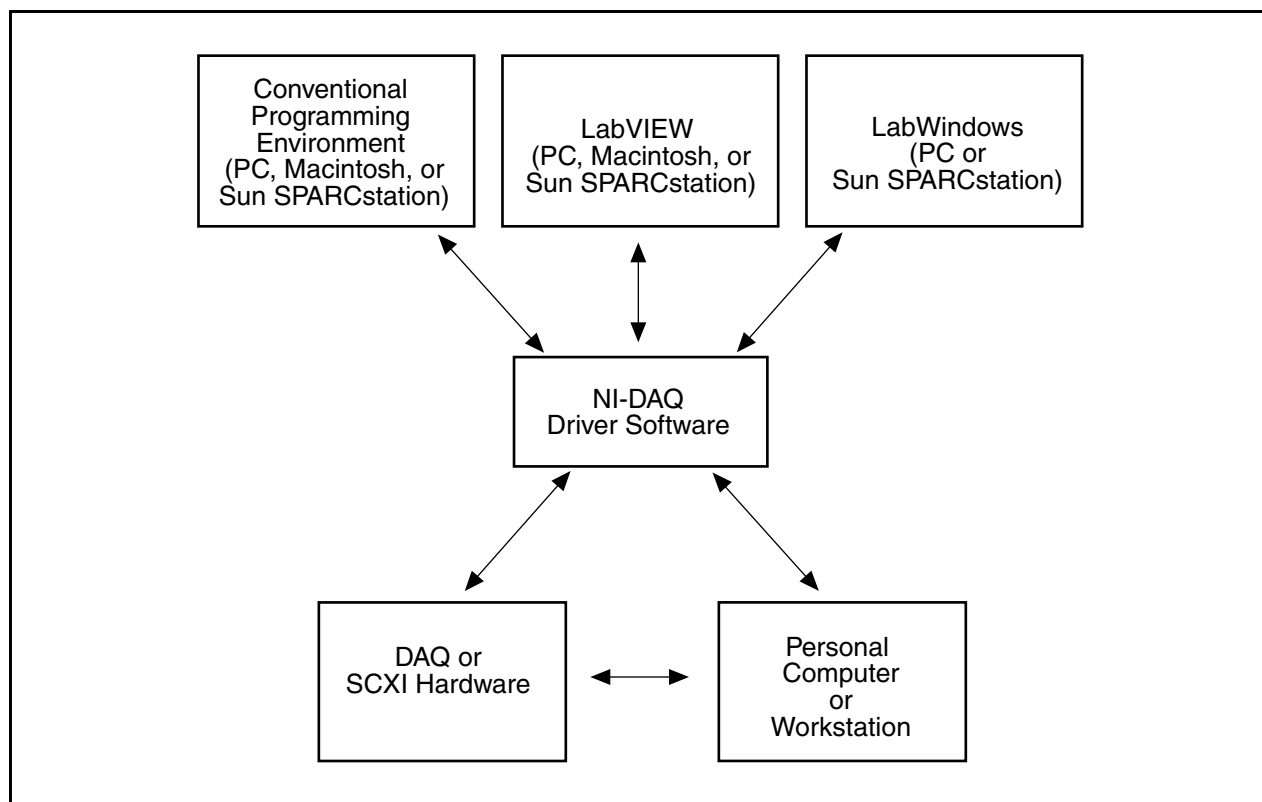 Conventional
Programming
Environment
(PC, Macintosh, or
Sun SPARCstation)
LabVIEW
(PC, Macintosh, or
Sun SPARCstation)
LabWindows
(PC or
Sun SPARCstation)
NI-DAQ
Driver Software
DAQ or
SCXI Hardware
Personal
Computer
or
Workstation